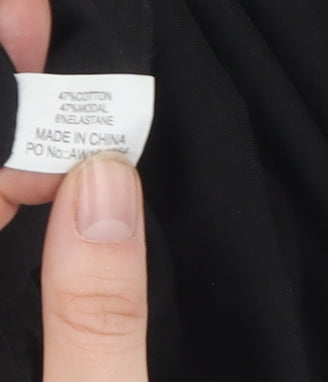 47%COTTON
47%MODAL
6%ELASTANE
MADE IN CHINA
PO No.: